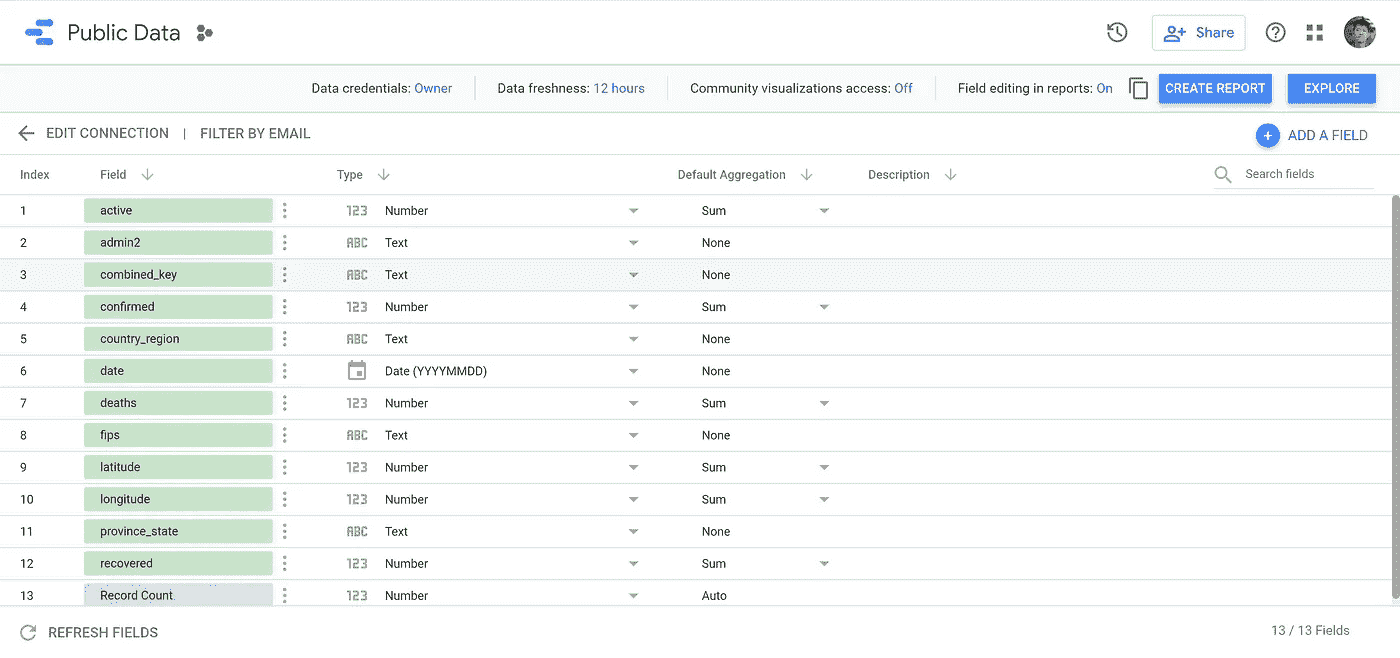 Public Data
Share
Data credentials: Owner Data freshness: 12 hours Community visualizations access: Off Field editing in reports: On CREATE REPORT EXPLORE
EDIT CONNECTION | FILTER BY EMAIL ADD A FIELD
Index Field Type Default Aggregation Description Search fields
1 active 123 Number Sum
2 admin2 ABC Text None
3 combined_key ABC Text None
4 confirmed 123 Number Sum
5 country_region ABC Text None
6 date Date (YYYYMMDD) None
7 deaths 123 Number Sum
8 fips ABC Text None
9 latitude 123 Number Sum
10 longitude 123 Number Sum
11 province_state ABC Text None
12 recovered 123 Number Sum
13 Record Count 123 Number Auto
REFRESH FIELDS 13 / 13 Fields